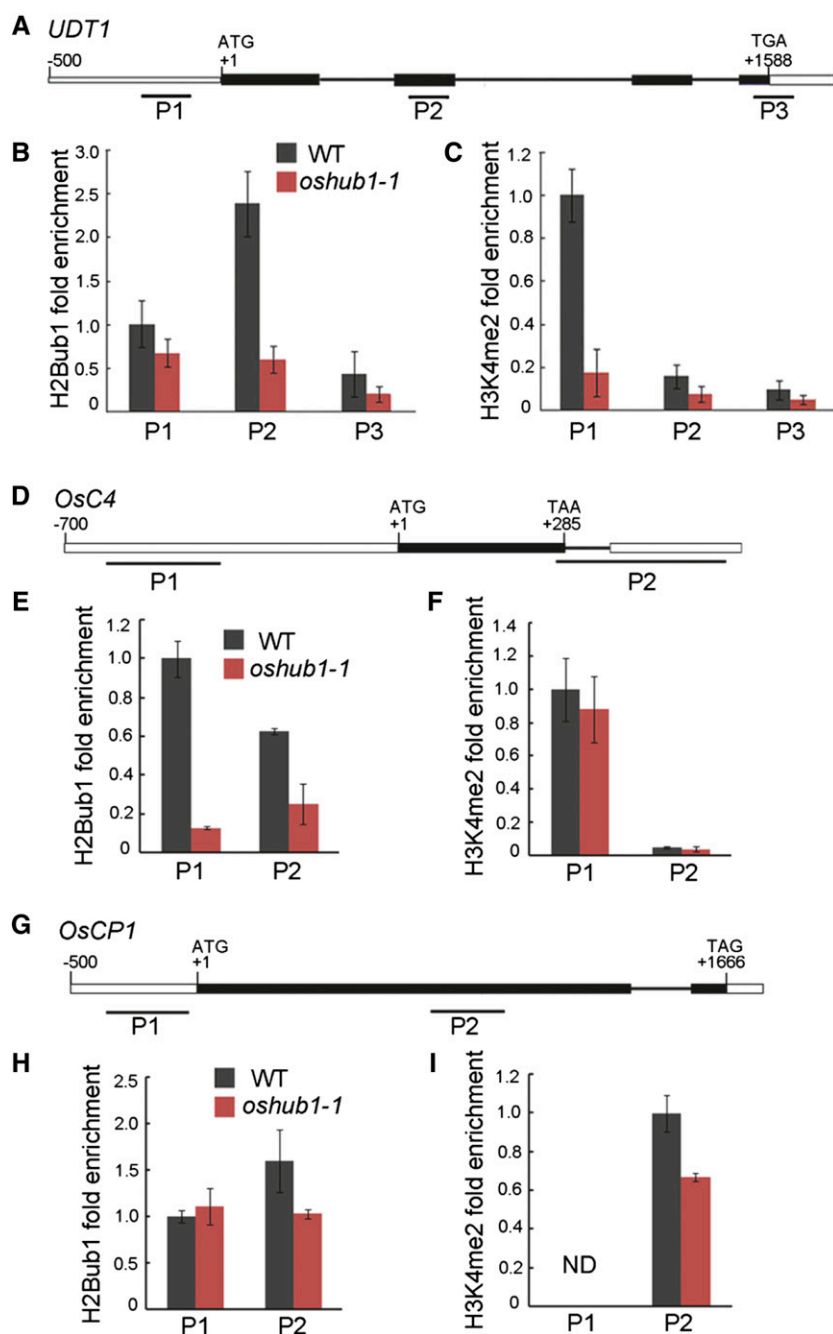 A UDT1
-500 ATG +1 TGA +1588
P1 P2 P3
B
H2Bub1 fold enrichment
3.0
2.5
2.0
1.5
1.0
0.5
0
WT
oshub1-1
P1 P2 P3
C
H3K4me2 fold enrichment
1.2
1.0
0.8
0.6
0.4
0.2
0
P1 P2 P3
D OsC4
-700 ATG +1 TAA +285
P1 P2
E
H2Bub1 fold enrichment
1.2
1.0
0.8
0.6
0.4
0.2
0
WT
oshub1-1
P1 P2
F
H3K4me2 fold enrichment
1.4
1.2
1.0
0.8
0.6
0.4
0.2
0
P1 P2
G OsCP1
-500 ATG +1 TAG +1666
P1 P2
H
H2Bub1 fold enrichment
2.5
2.0
1.5
1.0
0.5
0.0
WT
oshub1-1
P1 P2
I
H3K4me2 fold enrichment
1.2
1.0
0.8
0.6
0.4
0.2
0
ND
P1 P2